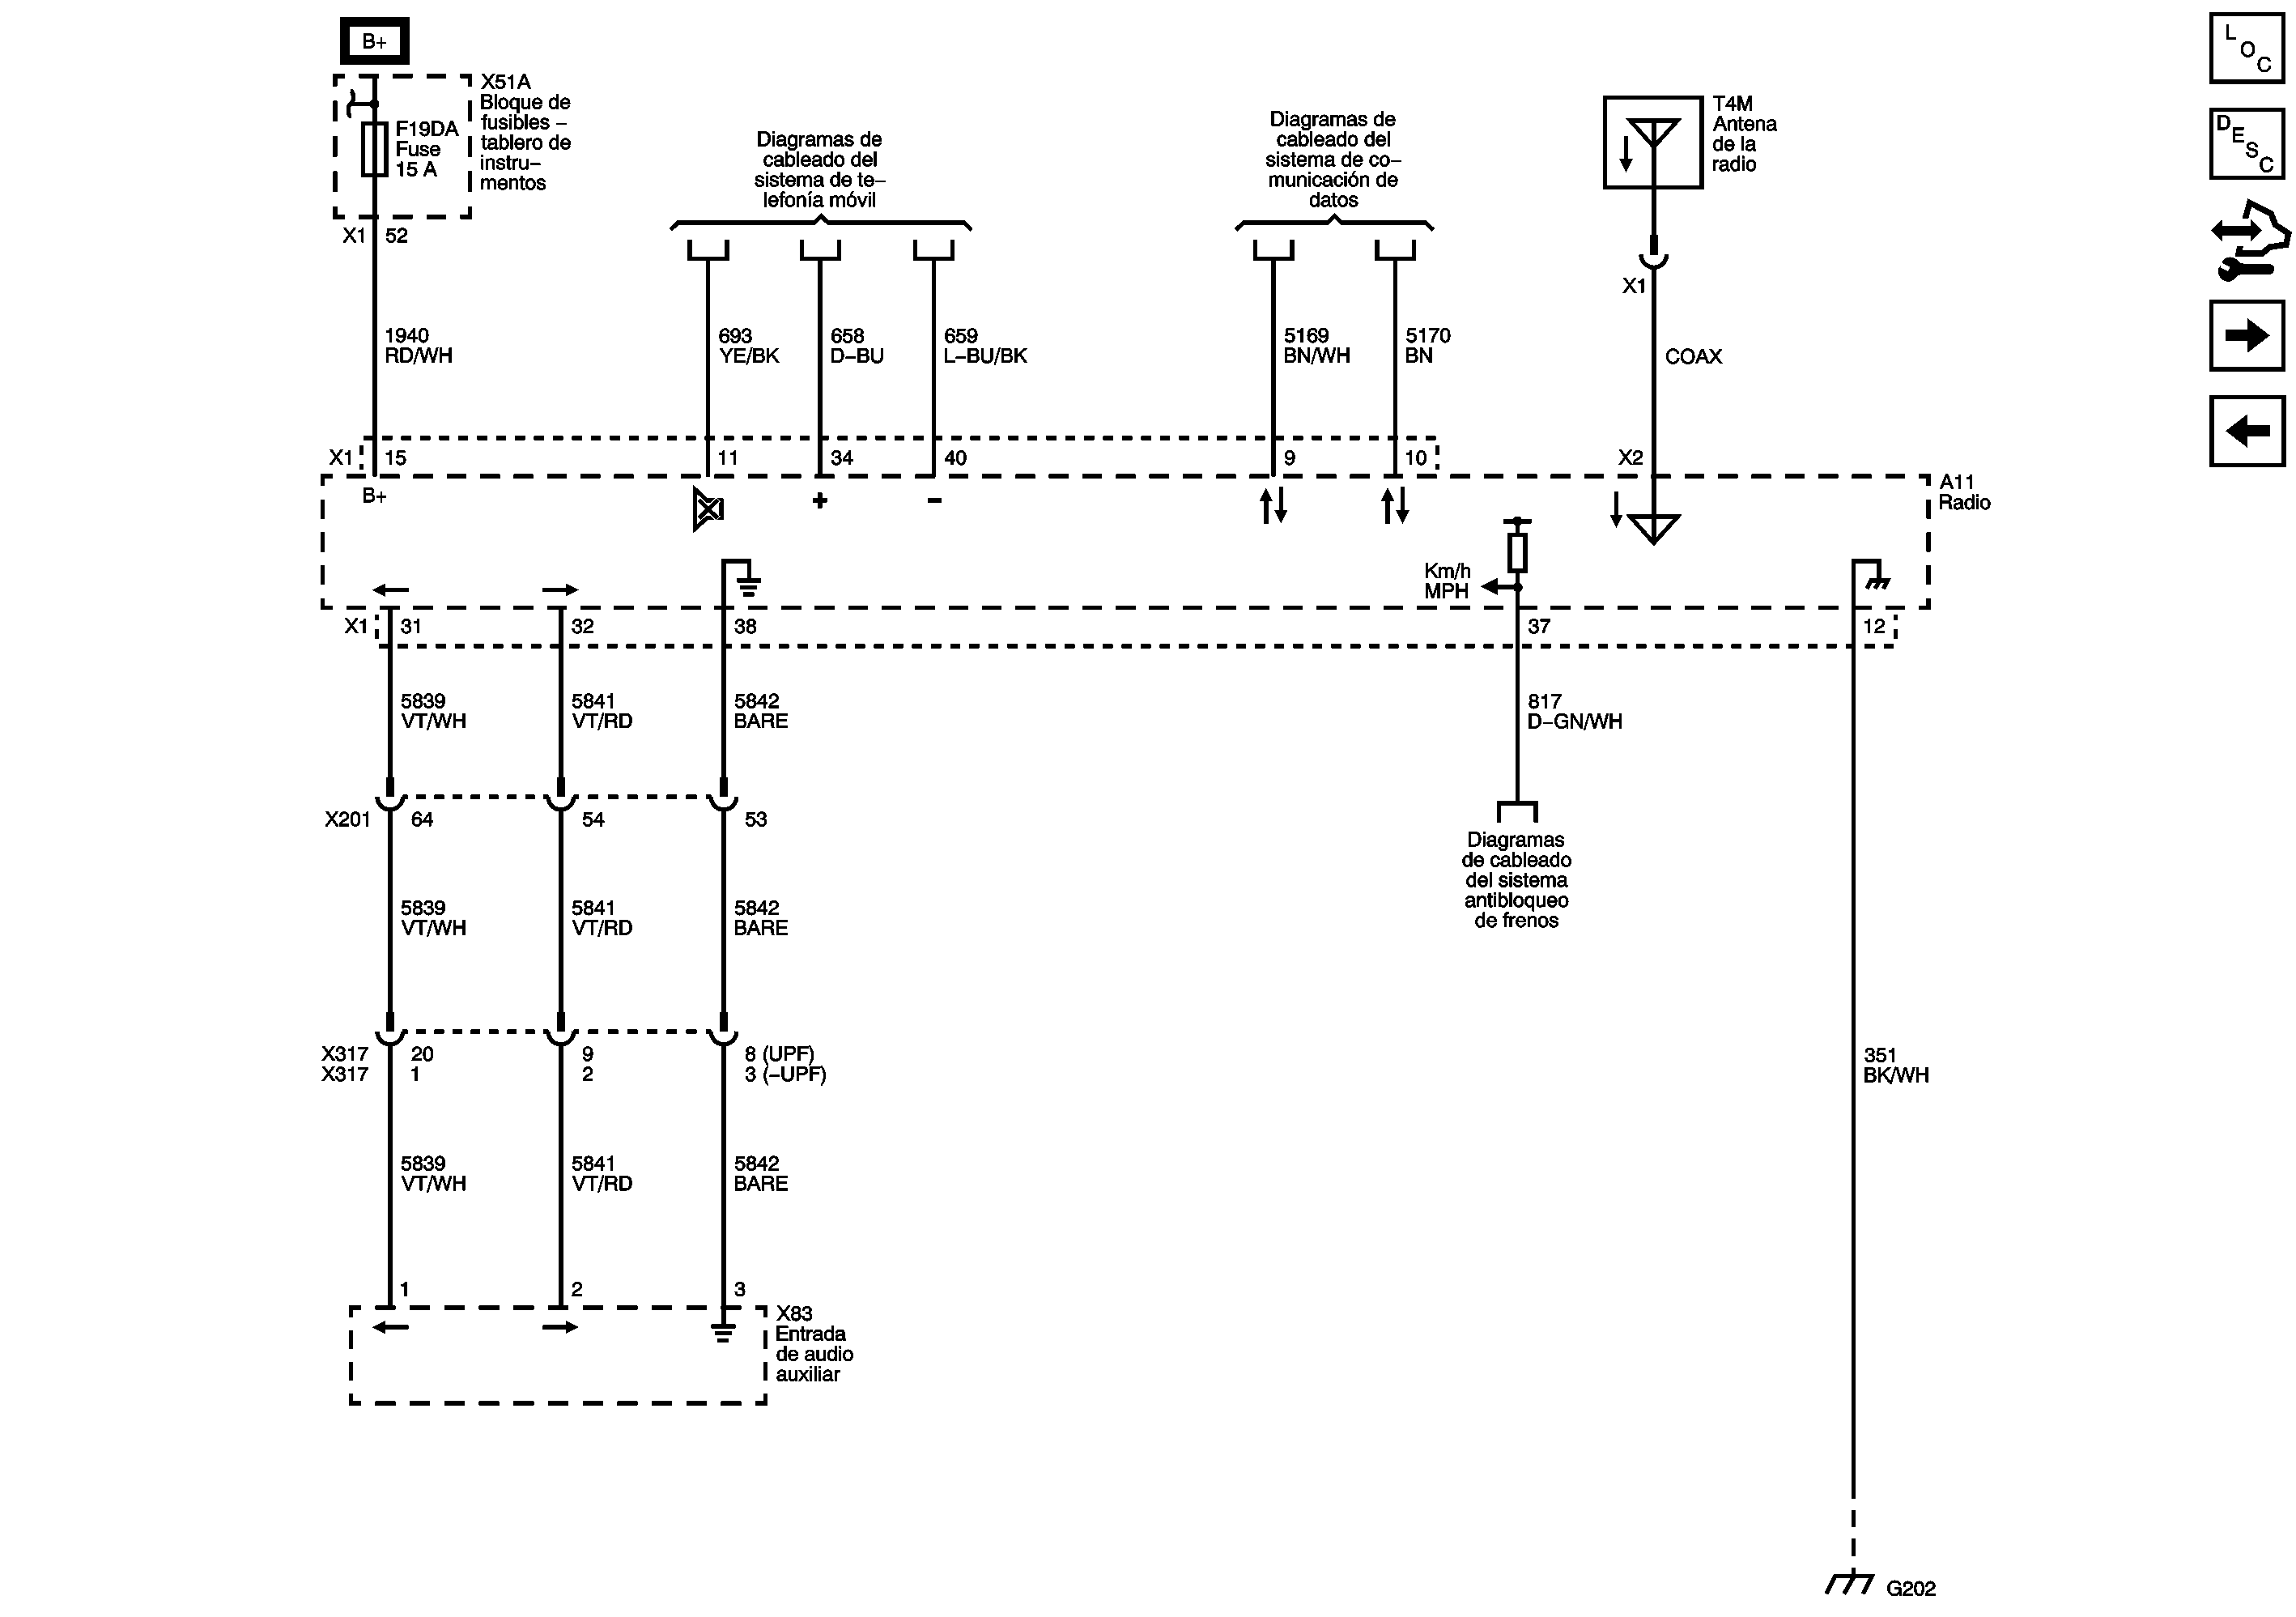 B+
X51A
Bloque de
fusibles –
tablero de
instru–
mentos
F19DA
Fuse
15 A
X1 52
Diagramas de
cableado del
sistema de te–
lefonía móvil
Diagramas de
cableado del
sistema de co–
municación de
datos
T4M
Antena
de la
radio
X1
L
O
C
D
E
S
C
1940
RD/WH
693
YE/BK
658
D–BU
659
L–BU/BK
5169
BN/WH
5170
BN
COAX
X1 15 11 34 40 9 10 X2
B+
+
–
A11
Radio
Km/h
MPH
X1 31 32 38 37 12
5839
VT/WH
5841
VT/RD
5842
BARE
817
D–GN/WH
X201 64 54 53
Diagramas
de cableado
del sistema
antibloqueo
de frenos
5839
VT/WH
5841
VT/RD
5842
BARE
X317 20 9 8 (UPF)
X317 1 2 3 (–UPF)
351
BK/WH
5839
VT/WH
5841
VT/RD
5842
BARE
1 2 3
X83
Entrada
de audio
auxiliar
G202